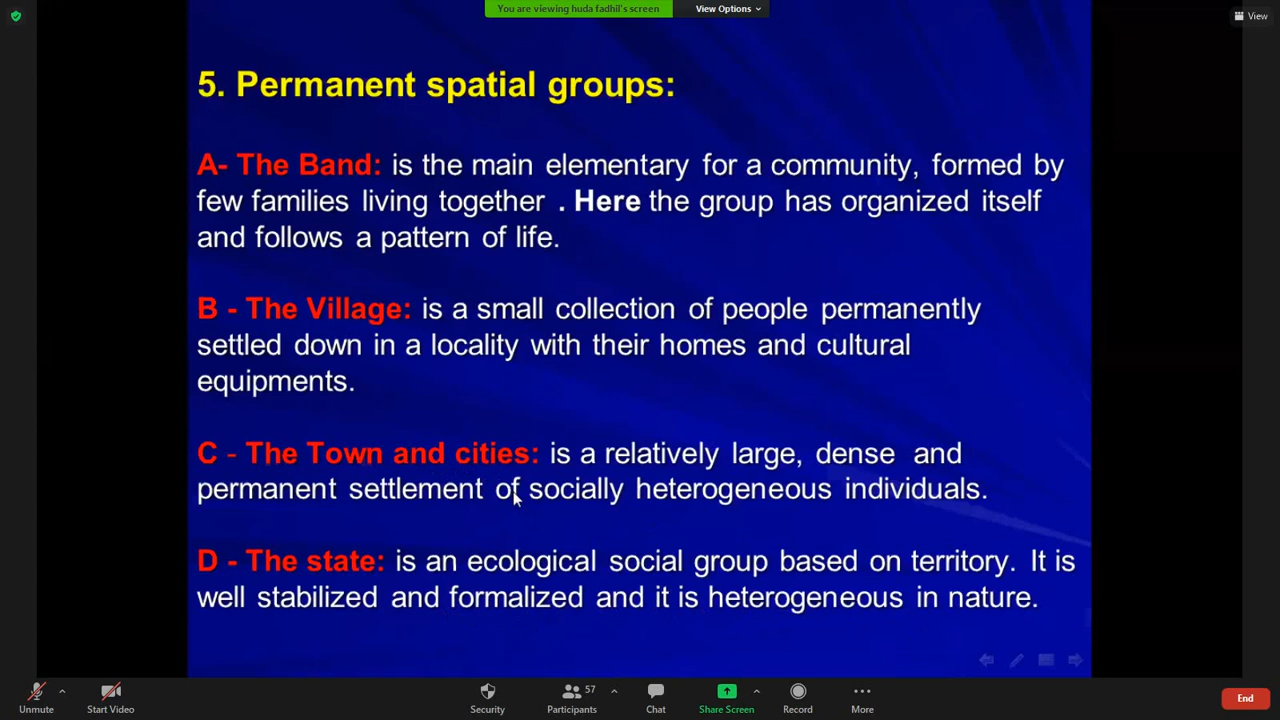 You are viewing huda fadhil's screen
View Options
View
5. Permanent spatial groups:
A- The Band: is the main elementary for a community, formed by
few families living together . Here the group has organized itself
and follows a pattern of life.
B - The Village: is a small collection of people permanently
settled down in a locality with their homes and cultural
equipments.
C - The Town and cities: is a relatively large, dense and
permanent settlement of socially heterogeneous individuals.
D - The state: is an ecological social group based on territory. It is
well stabilized and formalized and it is heterogeneous in nature.
Unmute
Start Video
Security
Participants 57
Chat
Share Screen
Record
More
End